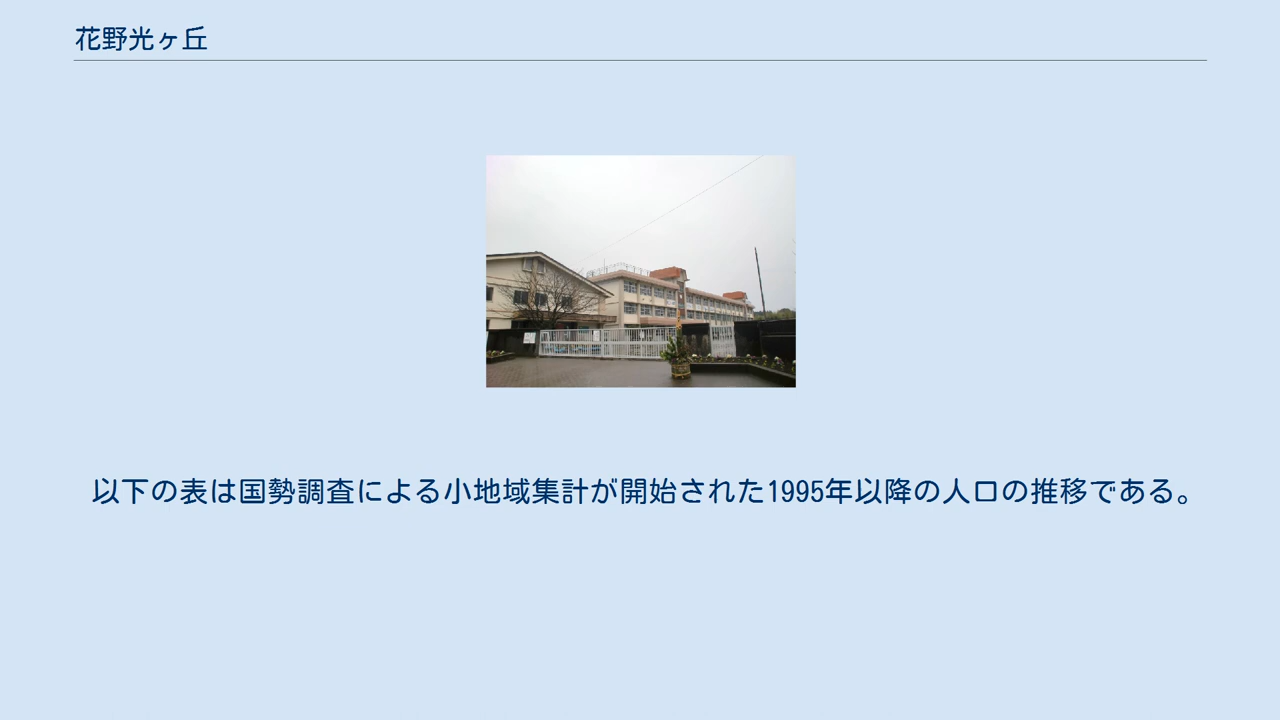 花野光ヶ丘
以下の表は国勢調査による小地域集計が開始された1995年以降の人口の推移である。